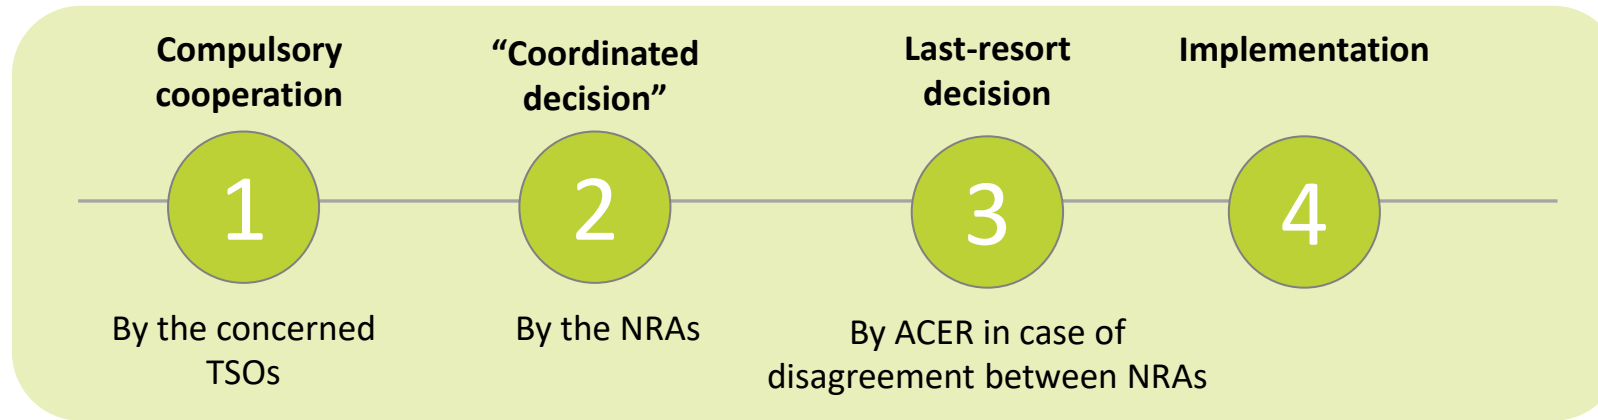 Compulsory
cooperation
1
By the concerned
TSOs
“Coordinated
decision”
2
By the NRAs
Last-resort
decision
3
By ACER in case of
disagreement between NRAs
Implementation
4